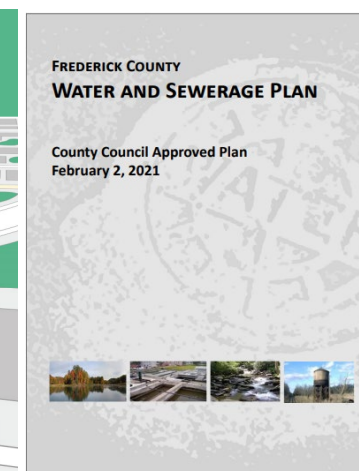 FREDERICK COUNTY
WATER AND SEWERAGE PLAN
County Council Approved Plan
February 2, 2021